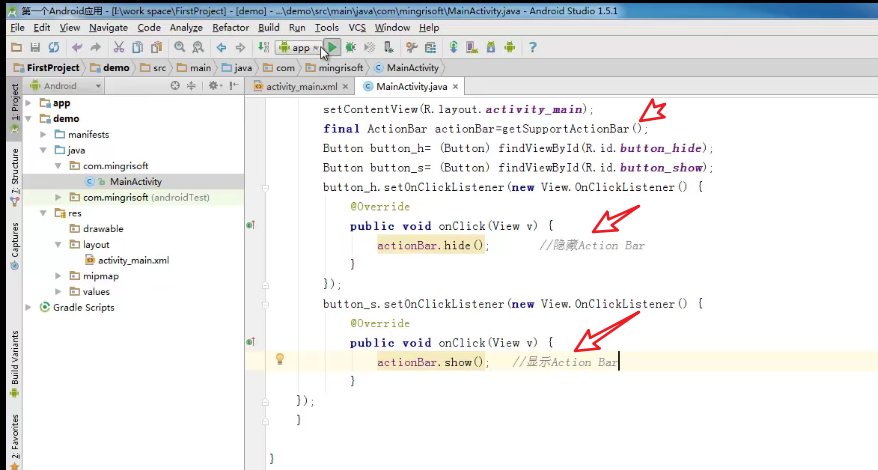 第一个Android应用 - [I:\work space\FirstProject] - [demo] - ...\demo\src\main\java\com\mingrisoft\MainActivity.java - Android Studio 1.5.1
File Edit View Navigate Code Analyze Refactor Build Run Tools VCS Window Help
app
FirstProject demo src main java com mingrisoft MainActivity
Android
activity_main.xml MainActivity.java
1: Project
7: Structure
Captures
Build Variants
2: Favorites
app
demo
manifests
java
com.mingrisoft
MainActivity
com.mingrisoft (androidTest)
res
drawable
layout
activity_main.xml
mipmap
values
Gradle Scripts
setContentView(R.layout.activity_main);
final ActionBar actionBar=getSupportActionBar();
Button button_h= (Button) findViewById(R.id.button_hide);
Button button_s= (Button) findViewById(R.id.button_show);
button_h.setOnClickListener(new View.OnClickListener() {
@Override
public void onClick(View v) {
actionBar.hide(); //隐藏Action Bar
}
});
button_s.setOnClickListener(new View.OnClickListener() {
@Override
public void onClick(View v) {
actionBar.show(); //显示Action Bar
}
});
}
}